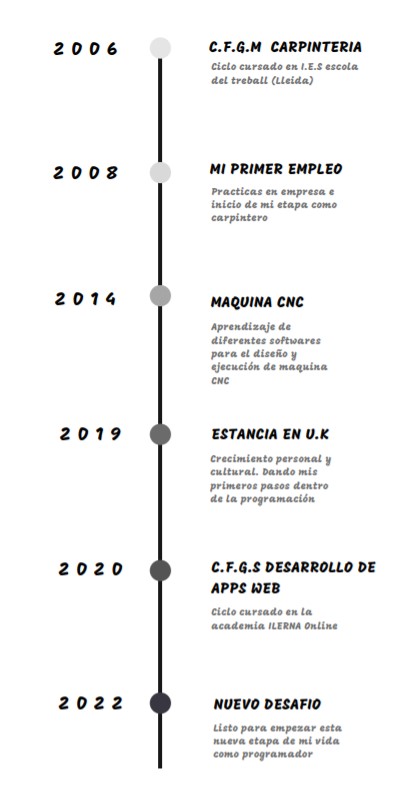 2006
C.F.G.M CARPINTERIA
Ciclo cursado en I.E.S escola
del treball (Lleida)
2008
MI PRIMER EMPLEO
Practicas en empresa e
inicio de mi etapa como
carpintero
2014
MAQUINA CNC
Aprendizaje de
diferentes softwares
para el diseño y
ejecución de maquina
CNC
2019
ESTANCIA EN U.K
Crecimiento personal y
cultural. Dando mis
primeros pasos dentro
de la programación
2020
C.F.G.S DESARROLLO DE
APPS WEB
Ciclo cursado en la
academia ILERNA Online
2022
NUEVO DESAFIO
Listo para empezar esta
nueva etapa de mi vida
como programador